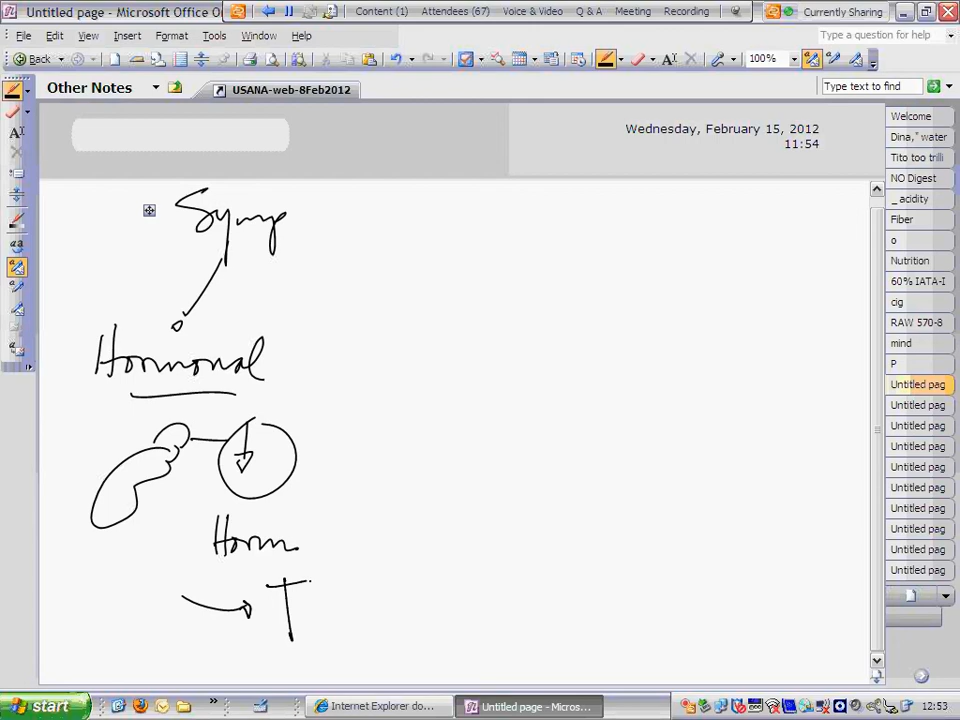 Untitled page - Microsoft Office O
Content (1) Attendees (67) Voice & Video Q & A Meeting Recording
Currently Sharing
File Edit View Insert Format Tools Window Help
Type a question for help
Back
100%
Other Notes
USANA-web-8Feb2012
Type text to find
Wednesday, February 15, 2012
11:54
Welcome
Dina," water
Tito too trilli
NO Digest
_ acidity
Fiber
o
Nutrition
60% IATA-I
cig
RAW 570-8
mind
P
Untitled pag
Untitled pag
Untitled pag
Untitled pag
Untitled pag
Untitled pag
Untitled pag
Untitled pag
Untitled pag
Untitled pag
Symp
Hormonal
Horm
T
start
Internet Explorer do...
Untitled page - Micros...
12:53